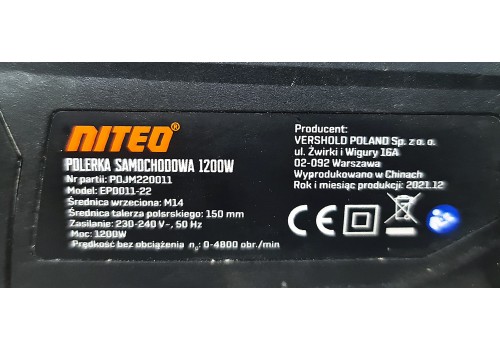 NITEO®
POLERKA SAMOCHODOWA 1200W
Nr partii: POJM220011
Model: EP0011-22
Średnica wrzeciona: M14
Średnica talerza polsrskiego: 150 mm
Zasilanie: 230-240 V~, 50 Hz
Moc: 1200W
Prędkość bez obciążenia n₀: 0-4800 obr./min
Producent:
VERSHOLD POLAND Sp. z o. o.
ul. Żwirki i Wigury 16A
02-092 Warszawa
Wyprodukowano w Chinach
Rok i miesiąc produkcji: 2021.12
CE